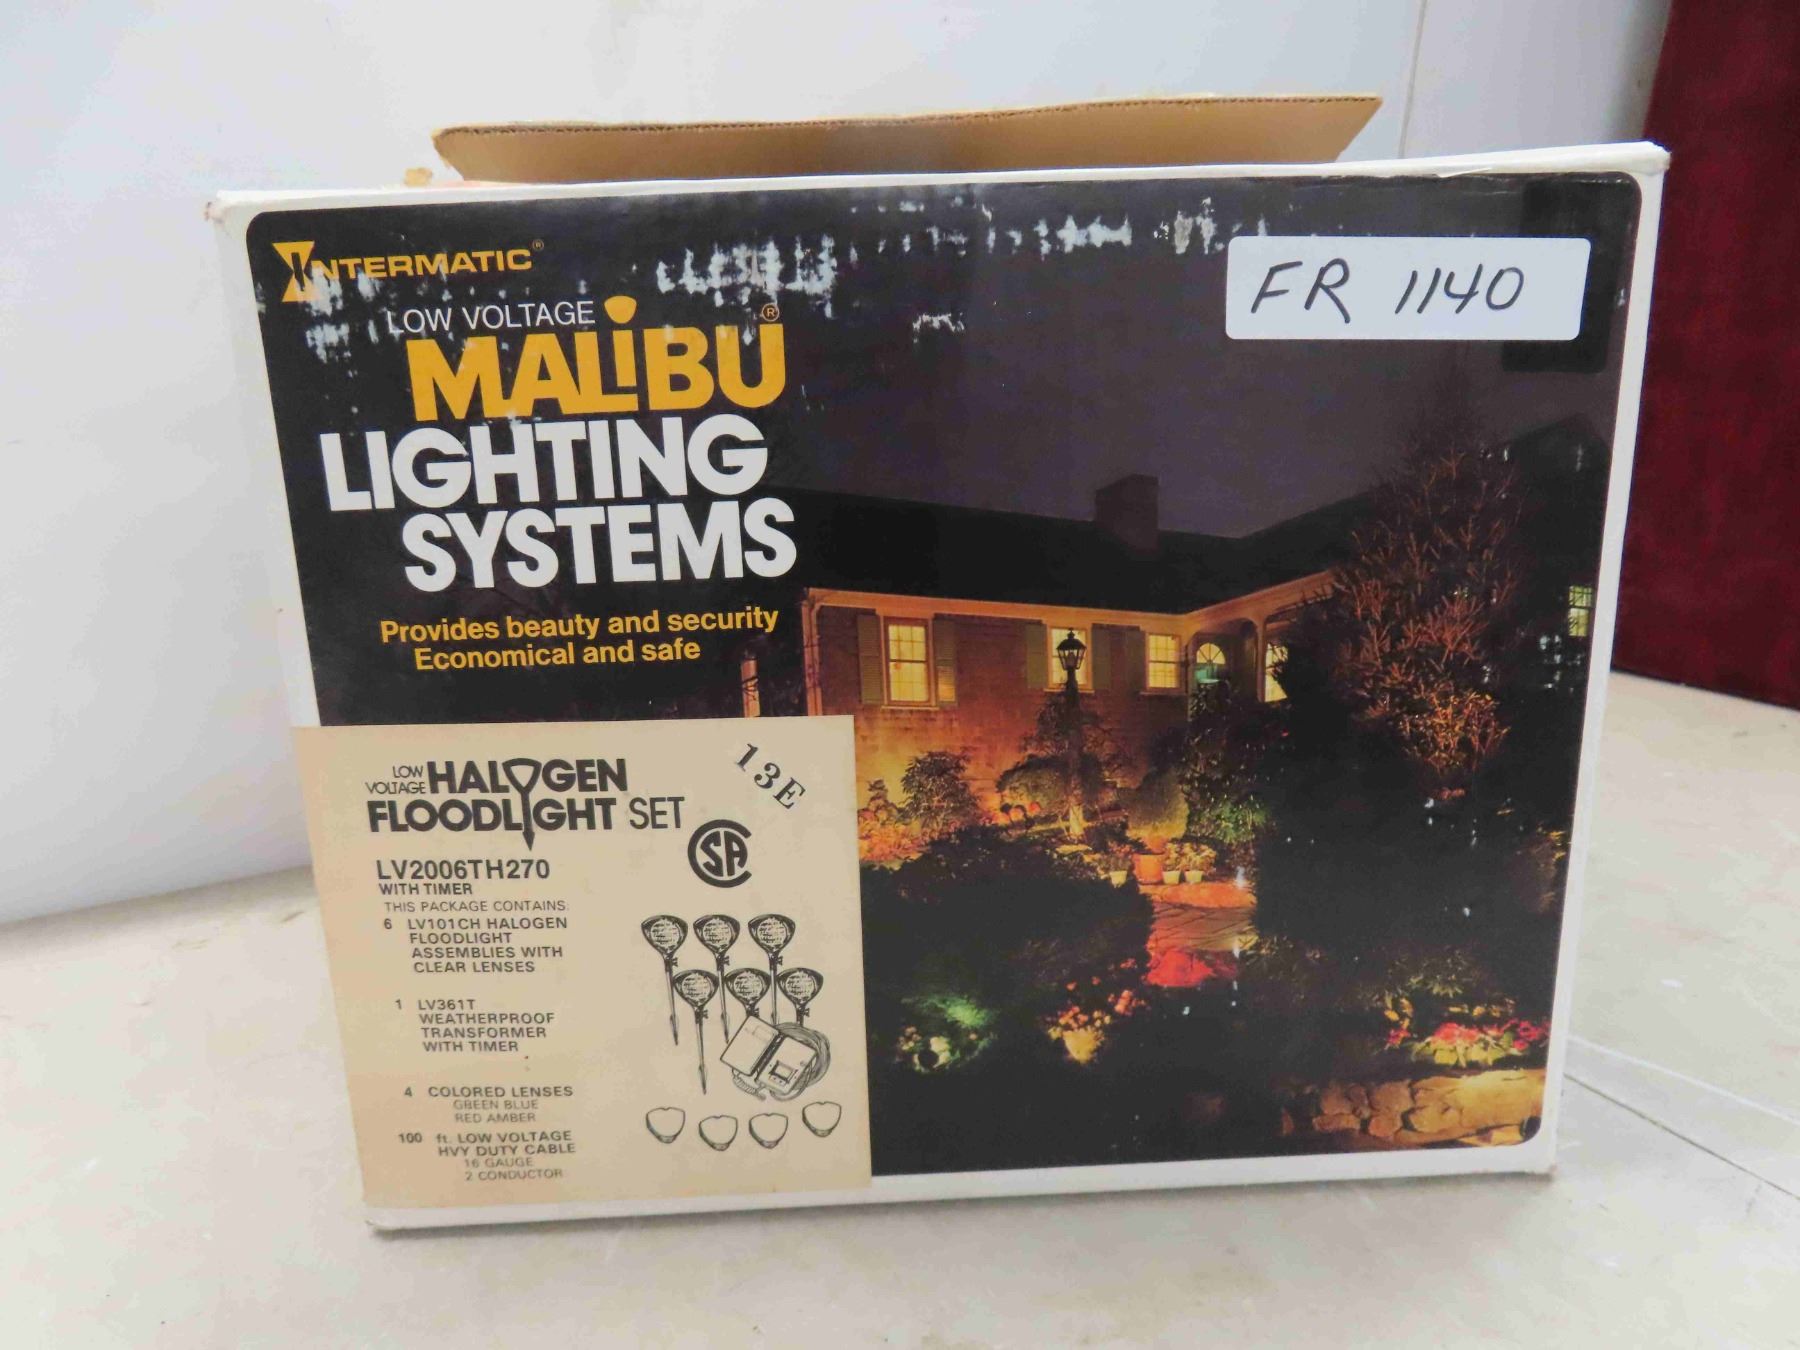 INTERMATIC®
LOW VOLTAGE
MALiBU®
LIGHTING
SYSTEMS
Provides beauty and security
Economical and safe
FR 1140
LOW
VOLTAGE HALOGEN
FLOODLIGHT SET
13E
LV2006TH270
WITH TIMER
THIS PACKAGE CONTAINS:
6 LV101CH HALOGEN
FLOODLIGHT
ASSEMBLIES WITH
CLEAR LENSES
1 LV361T
WEATHERPROOF
TRANSFORMER
WITH TIMER
4 COLORED LENSES
GREEN BLUE
RED AMBER
100 ft. LOW VOLTAGE
HVY DUTY CABLE
16 GAUGE
2 CONDUCTOR
CSA